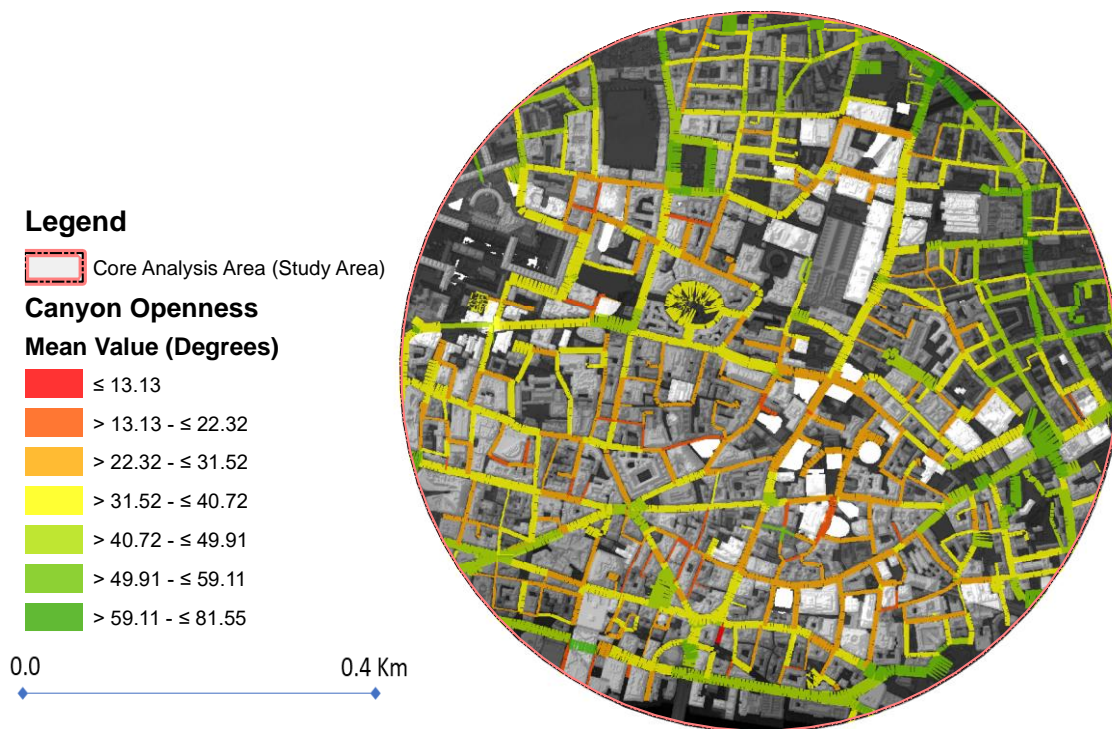 Legend
Core Analysis Area (Study Area)
Canyon Openness
Mean Value (Degrees)
≤ 13.13
> 13.13 - ≤ 22.32
> 22.32 - ≤ 31.52
> 31.52 - ≤ 40.72
> 40.72 - ≤ 49.91
> 49.91 - ≤ 59.11
> 59.11 - ≤ 81.55
0.0 0.4 Km